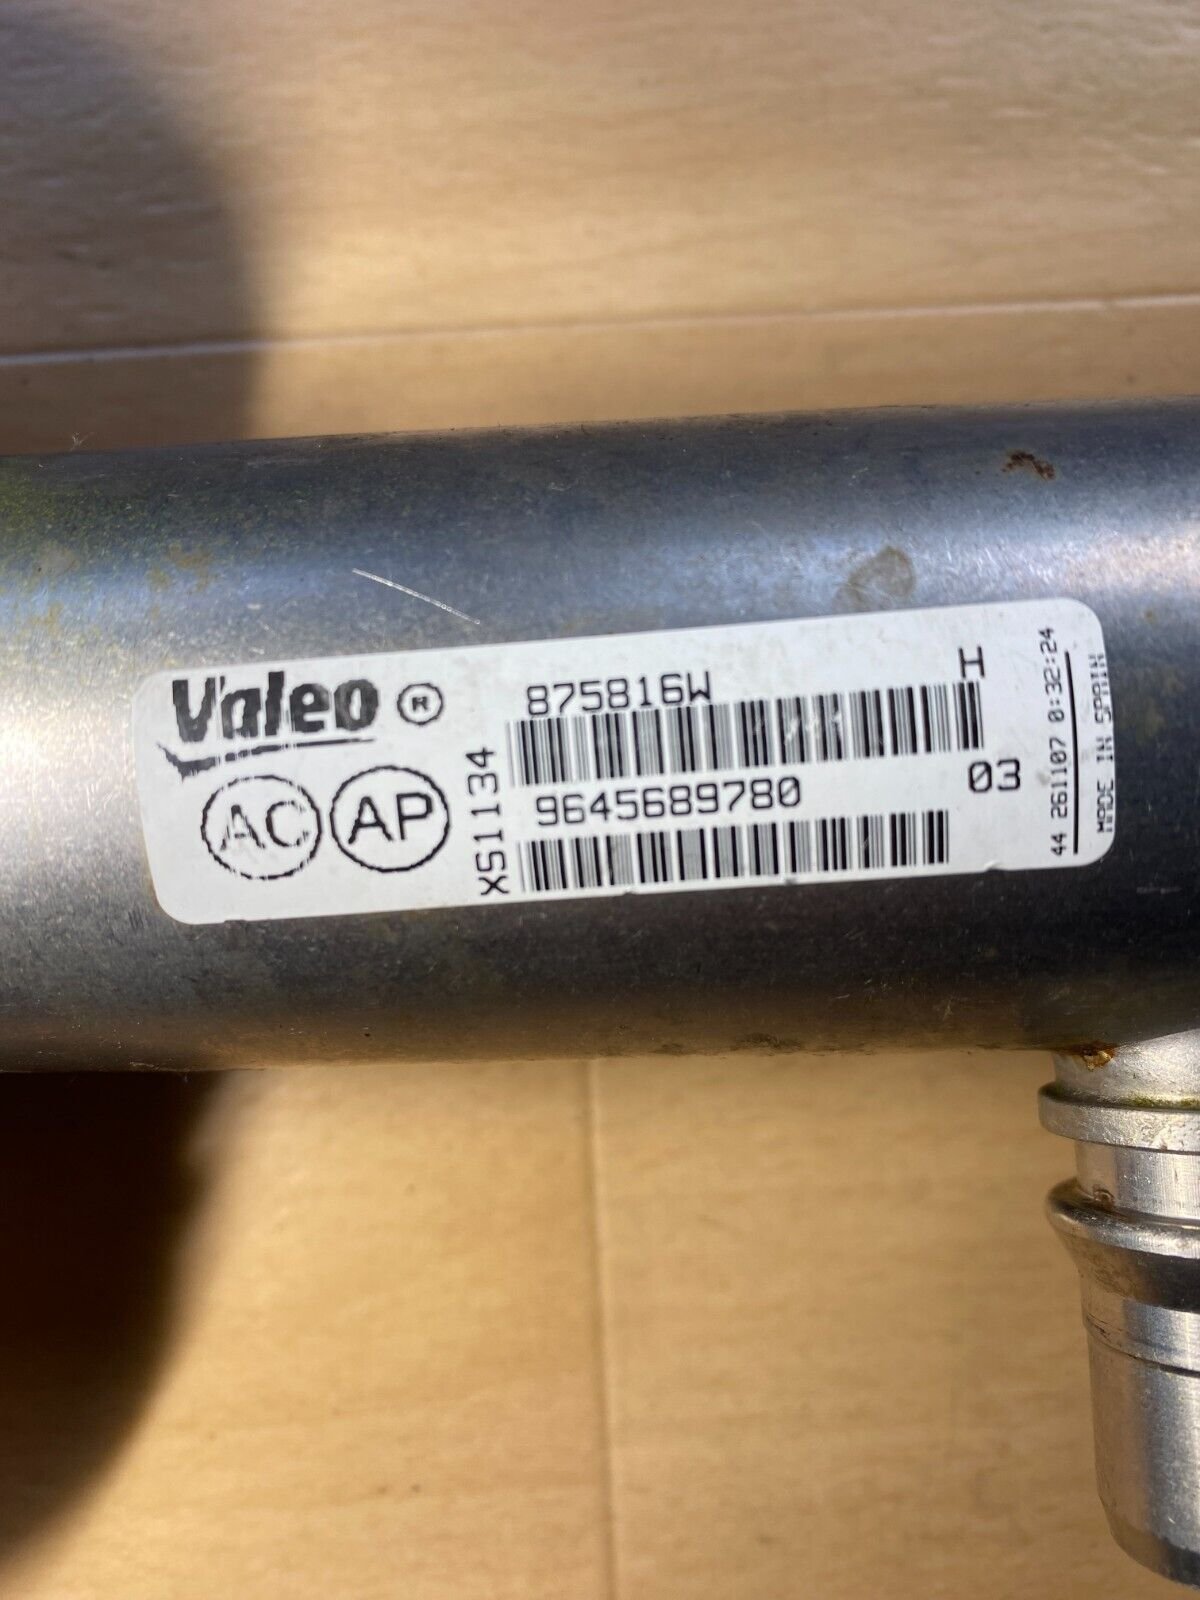 Valeo ®
AC AP
XS1134
875816W
H
9645689780
03
44 261107 0:32:24
MADE IN SPAIN